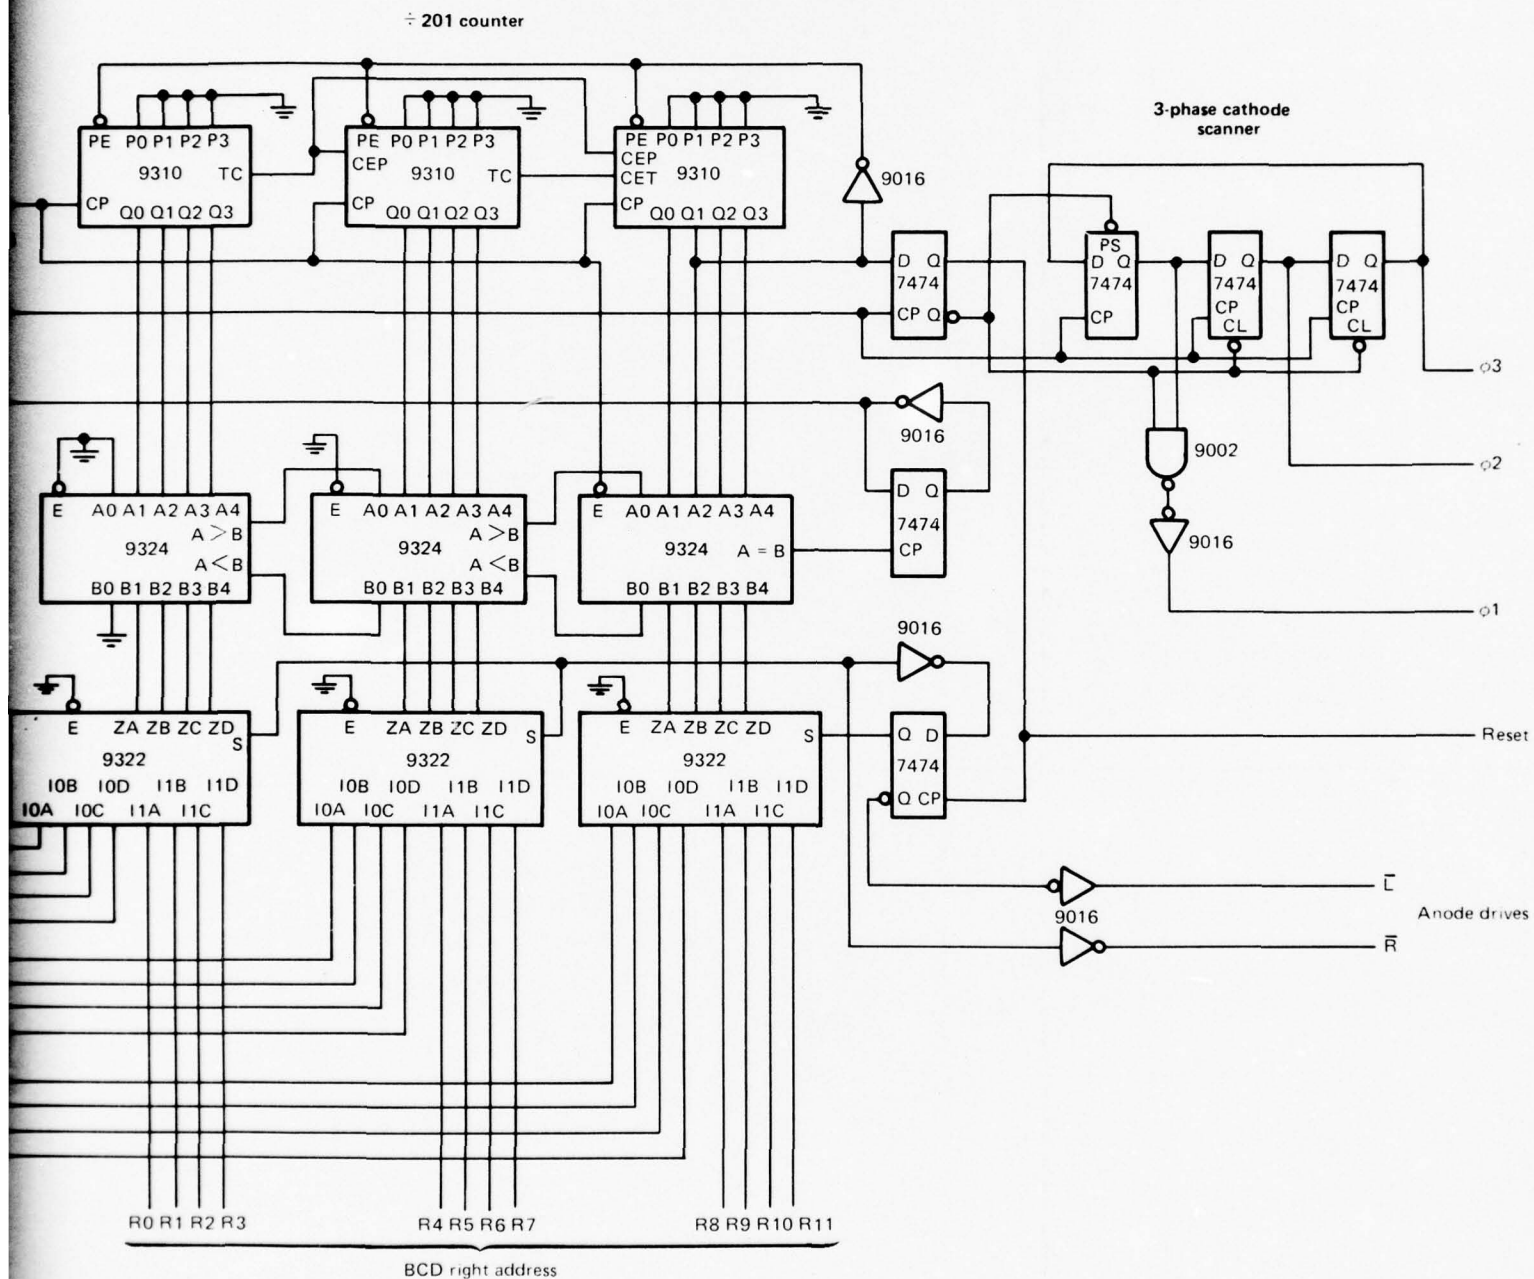 ÷ 201 counter
3-phase cathode
scanner
PE P0 P1 P2 P3
9310 TC
CP Q0 Q1 Q2 Q3
PE P0 P1 P2 P3
CEP
9310 TC
CP
Q0 Q1 Q2 Q3
PE P0 P1 P2 P3
CEP
CET 9310
CP Q0 Q1 Q2 Q3
9016
D Q
7474
CP Q
PS
D Q
7474
CP
D Q
7474
CP
CL
D Q
7474
CP
CL
φ3
9016
9002
φ2
D Q
7474
CP
9016
φ1
E A0 A1 A2 A3 A4
A > B
9324
A < B
B0 B1 B2 B3 B4
E A0 A1 A2 A3 A4
A > B
9324
A < B
B0 B1 B2 B3 B4
E A0 A1 A2 A3 A4
9324 A = B
B0 B1 B2 B3 B4
9016
E ZA ZB ZC ZD
S
9322
I0B I0D I1B I1D
I0A I0C I1A I1C
E ZA ZB ZC ZD
S
9322
I0B I0D I1B I1D
I0A I0C I1A I1C
E ZA ZB ZC ZD
S
9322
I0B I0D I1B I1D
I0A I0C I1A I1C
Q D
7474
Q CP
Reset
L̅
9016
Anode drives
R̅
R0 R1 R2 R3
R4 R5 R6 R7
R8 R9 R10 R11
BCD right address